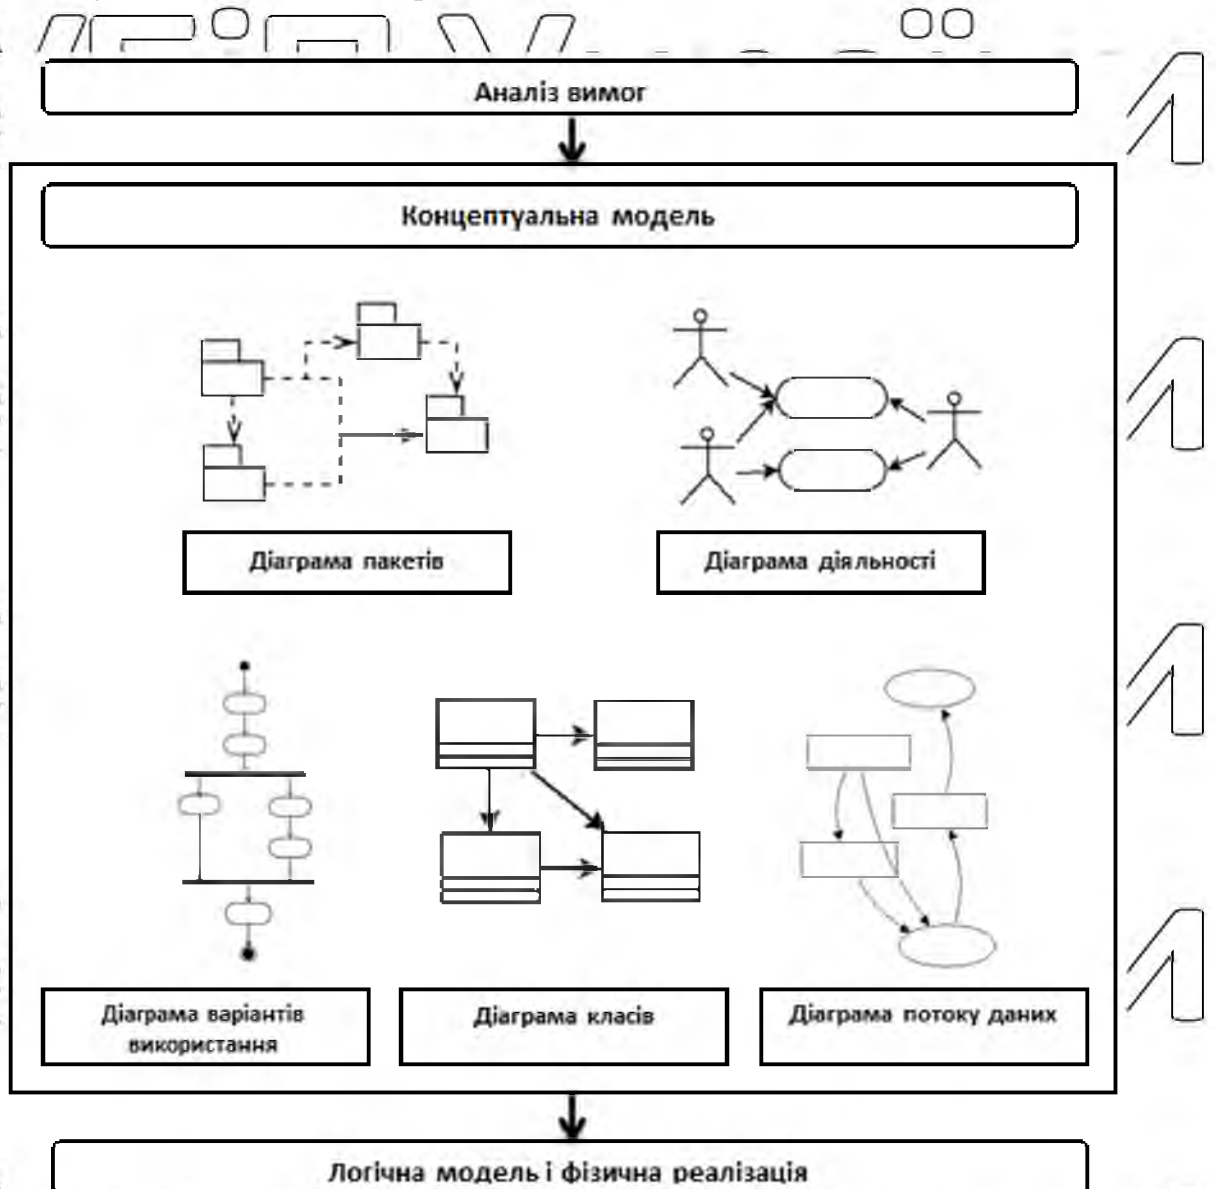 Аналіз вимог
Концептуальна модель
Діаграма пакетів
Діаграма діяльності
Діаграма варіантів
використання
Діаграма класів
Діаграма потоку даних
Логічна модель і фізична реалізація